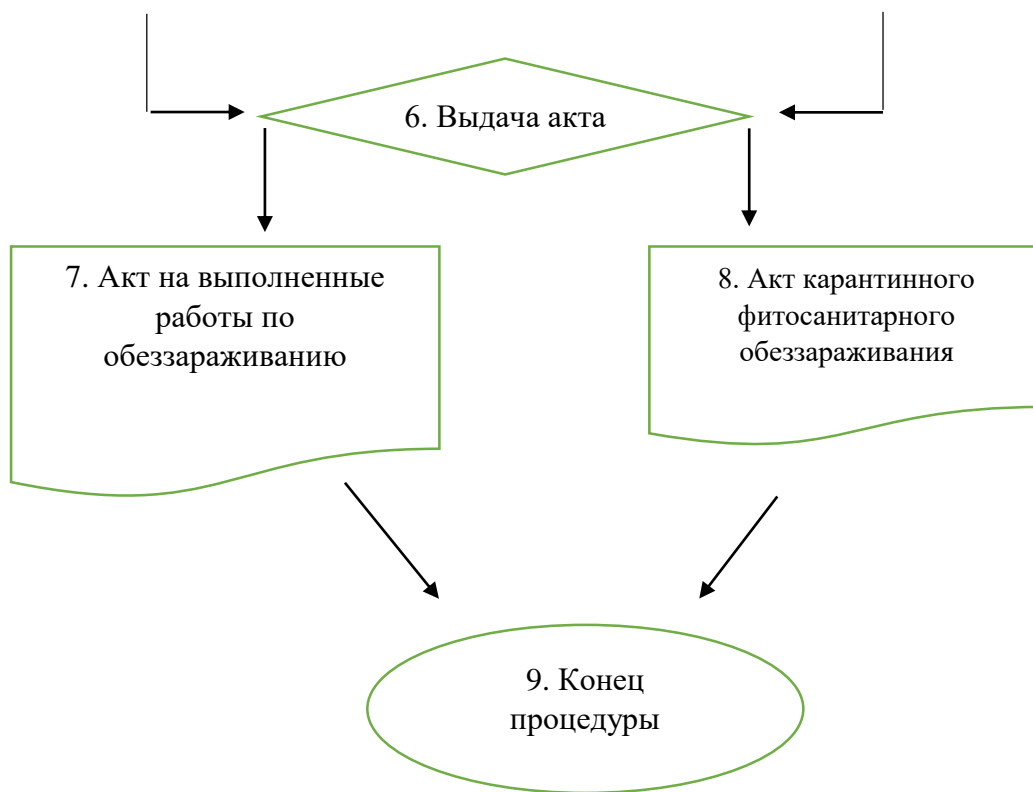 6. Выдача акта
7. Акт на выполненные
работы по
обеззараживанию
8. Акт карантинного
фитосанитарного
обеззараживания
9. Конец
процедуры